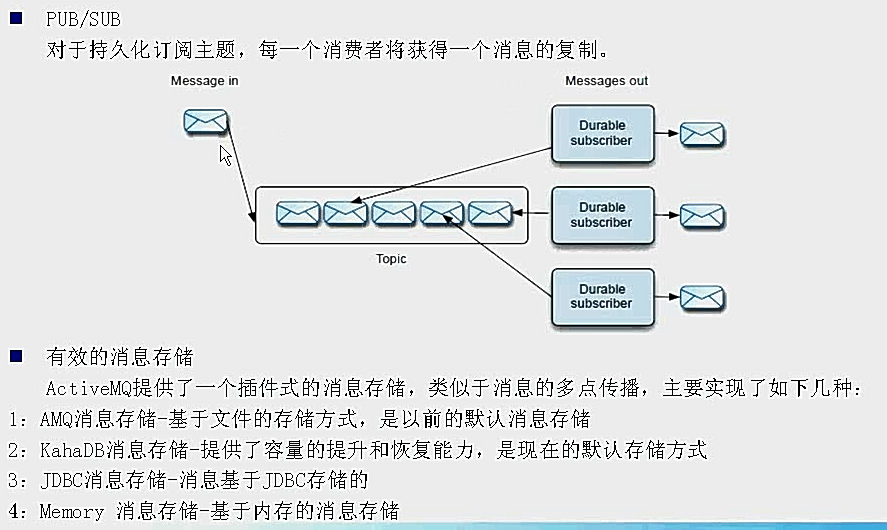 PUB/SUB
对于持久化订阅主题，每一个消费者将获得一个消息的复制。
Message in
Messages out
Durable
subscriber
Durable
subscriber
Durable
subscriber
Topic
有效的消息存储
ActiveMQ提供了一个插件式的消息存储，类似于消息的多点传播，主要实现了如下几种：
1：AMQ消息存储-基于文件的存储方式，是以前的默认消息存储
2：KahaDB消息存储-提供了容量的提升和恢复能力，是现在的默认存储方式
3：JDBC消息存储-消息基于JDBC存储的
4：Memory 消息存储-基于内存的消息存储